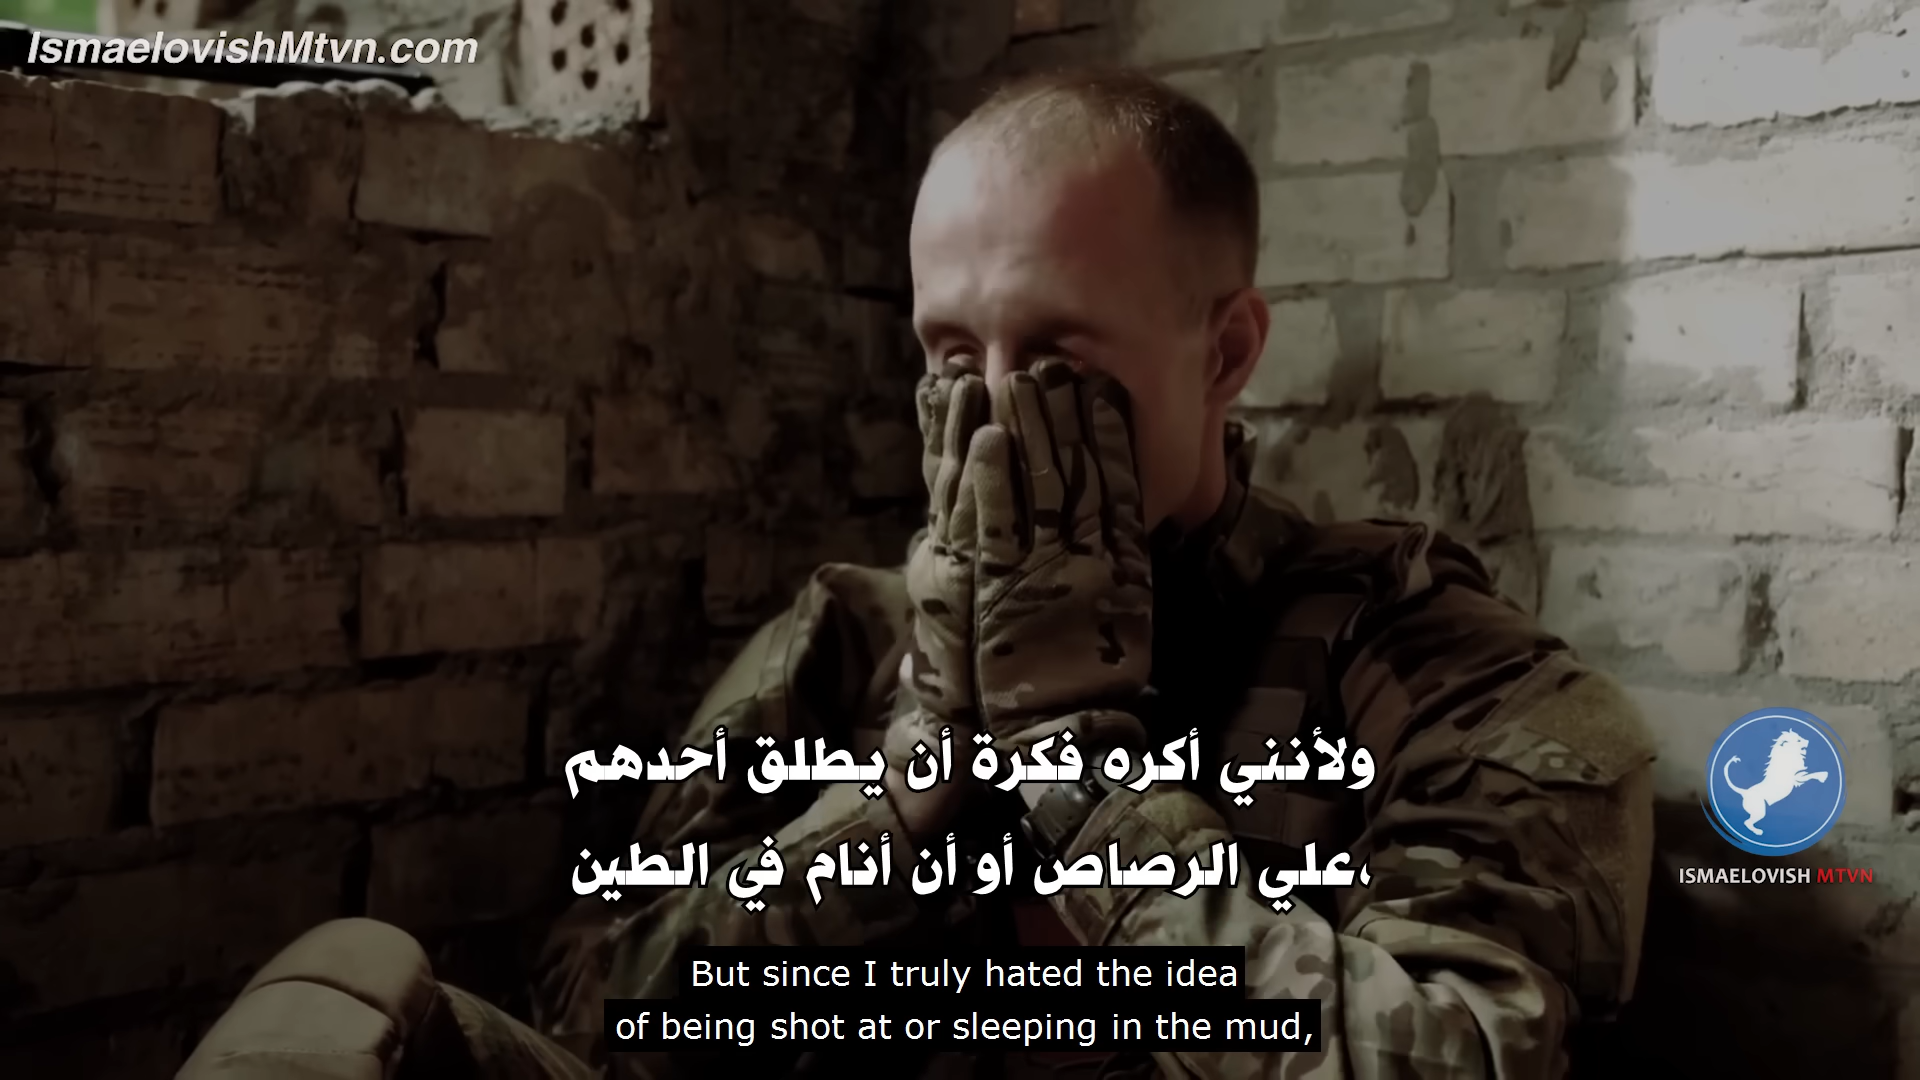 IsmaelovishMtvn.com
ولأنني أكره فكرة أن يطلق أحدهم
علي الرصاص أو أن أنام في الطين،
ISMAELOVISH MTVN
But since I truly hated the idea
of being shot at or sleeping in the mud,